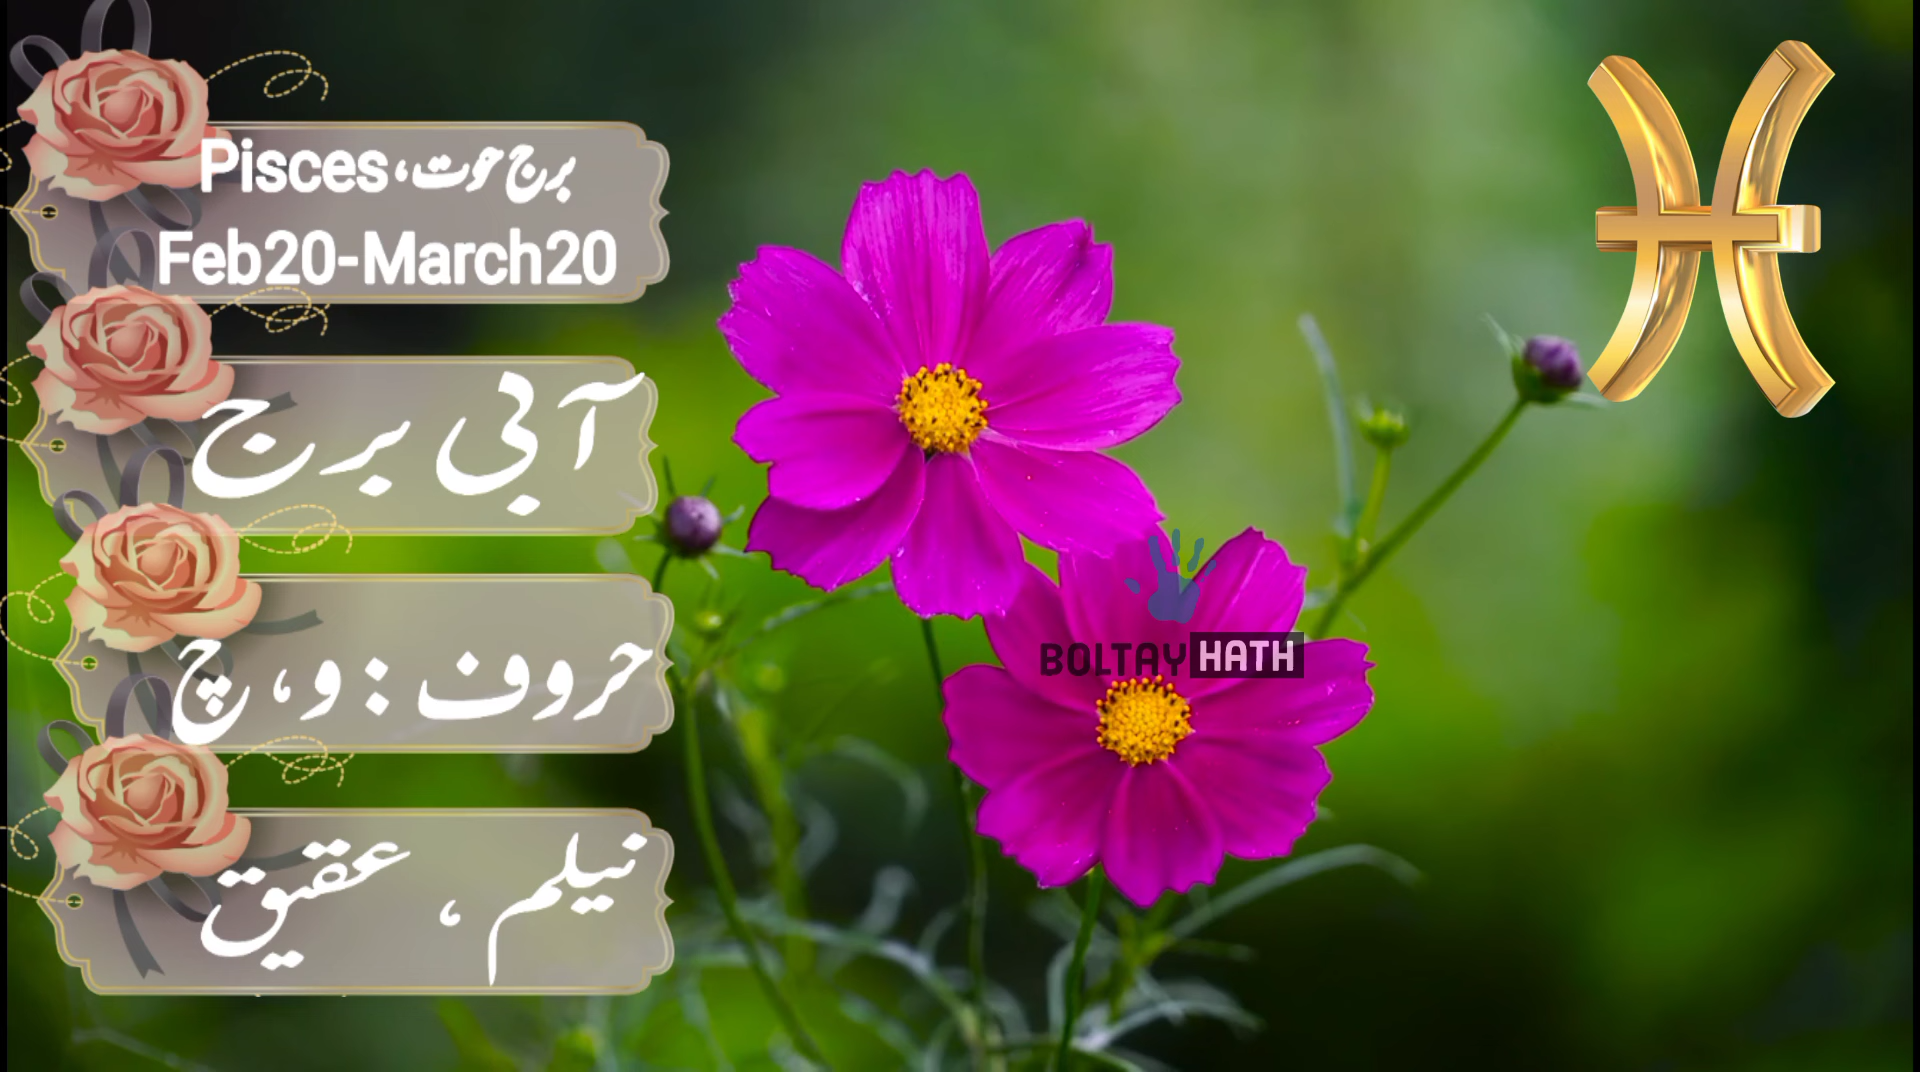 برج حوت، Pisces
Feb20-March20
آبی برج
حروف : و، چ
نیلم ، عقیق
BOLTAY HATH